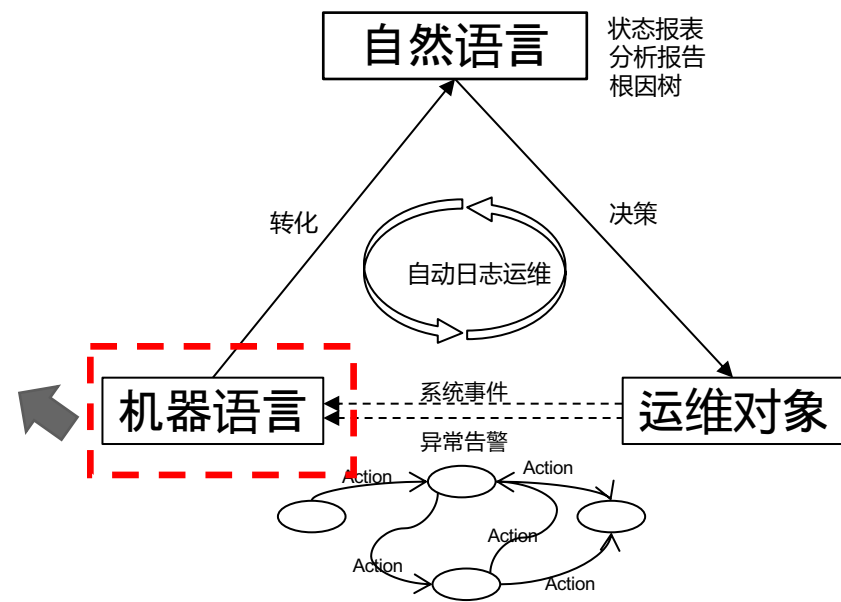 自然语言
状态报表
分析报告
根因树
转化
决策
自动日志运维
系统事件
机器语言
运维对象
异常告警
Action
Action
Action
Action
Action